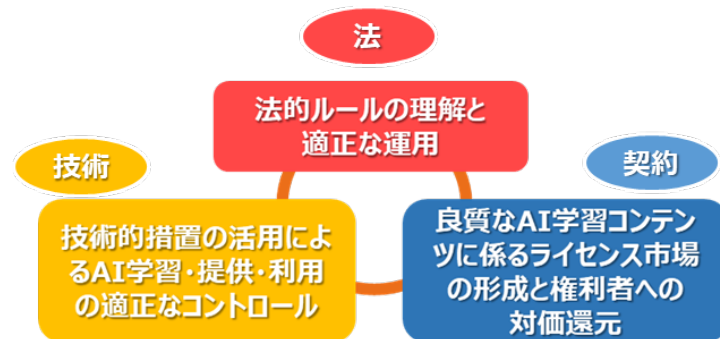 法
法的ルールの理解と
適正な運用
技術
技術的措置の活用によ
るAI学習・提供・利用
の適正なコントロール
契約
良質なAI学習コンテン
ツに係るライセンス市場
の形成と権利者への
対価還元